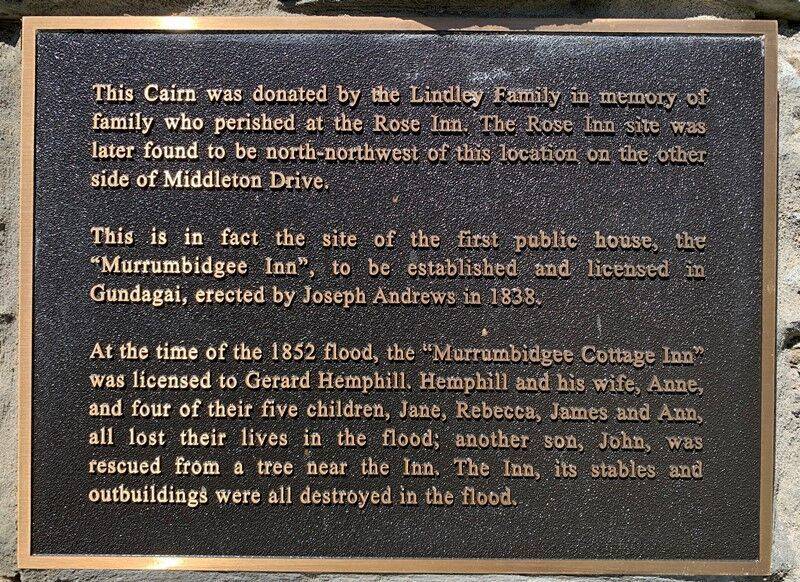 This Cairn was donated by the Lindley Family in memory of
family who perished at the Rose Inn. The Rose Inn site was
later found to be north-northwest of this location on the other
side of Middleton Drive.
This is in fact the site of the first public house, the
“Murrumbidgee Inn”, to be established and licensed in
Gundagai, erected by Joseph Andrews in 1838.
At the time of the 1852 flood, the “Murrumbidgee Cottage Inn”
was licensed to Gerard Hemphill. Hemphill and his wife, Anne,
and four of their five children, Jane, Rebecca, James and Ann,
all lost their lives in the flood; another son, John, was
rescued from a tree near the Inn. The Inn, its stables and
outbuildings were all destroyed in the flood.